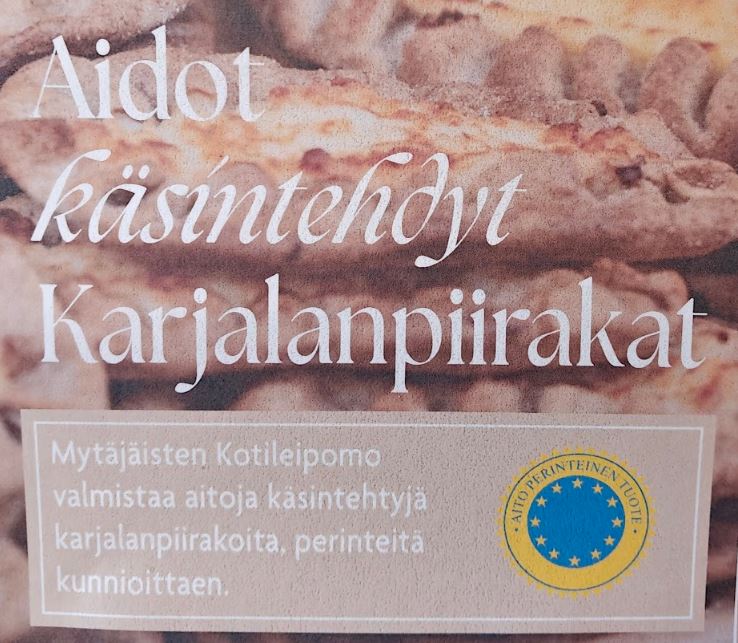 Aidot
käsintehdyt
Karjalanpiirakat
Mytäjäisten Kotileipomo
valmistaa aitoja käsintehtyjä
karjalanpiirakoita, perinteitä
kunnioittaen.
• AITO PERINTEINEN TUOTE •